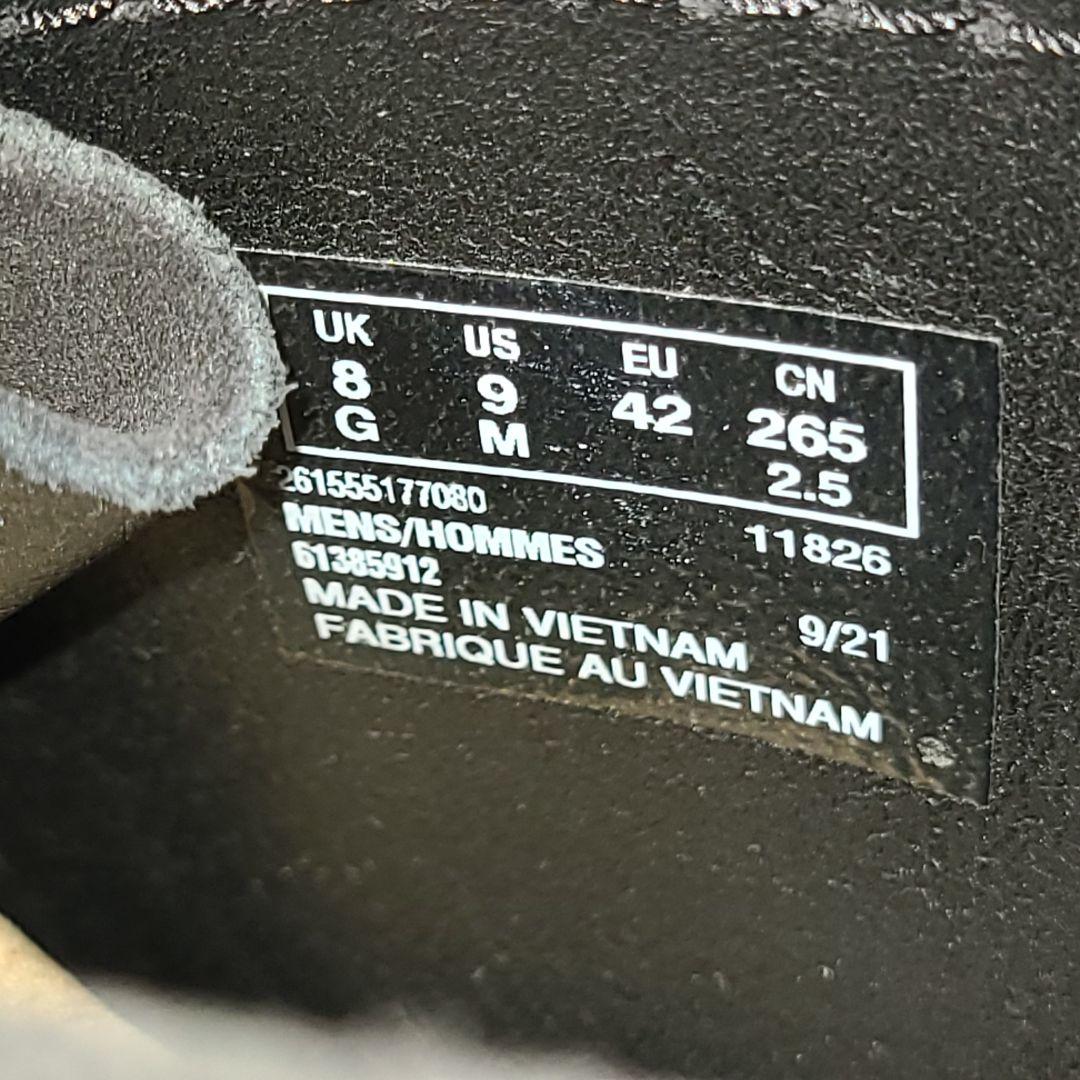 UK US EU CN
8 9 42 265
G M 2.5
261555177080
MENS/HOMMES 11826
61385912
MADE IN VIETNAM 9/21
FABRIQUE AU VIETNAM